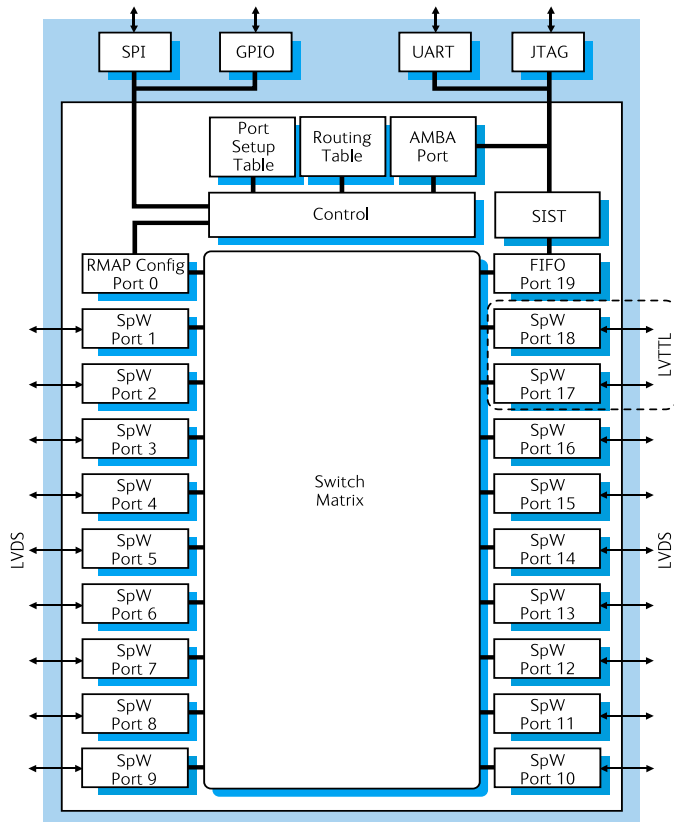 SPI
GPIO
UART
JTAG
Port
Setup
Table
Routing
Table
AMBA
Port
Control
SIST
RMAP Config
Port 0
FIFO
Port 19
SpW
Port 1
SpW
Port 18
SpW
Port 2
SpW
Port 17
LVTTL
SpW
Port 3
SpW
Port 16
SpW
Port 4
Switch
Matrix
SpW
Port 15
LVDS
SpW
Port 5
SpW
Port 14
LVDS
SpW
Port 6
SpW
Port 13
SpW
Port 7
SpW
Port 12
SpW
Port 8
SpW
Port 11
SpW
Port 9
SpW
Port 10